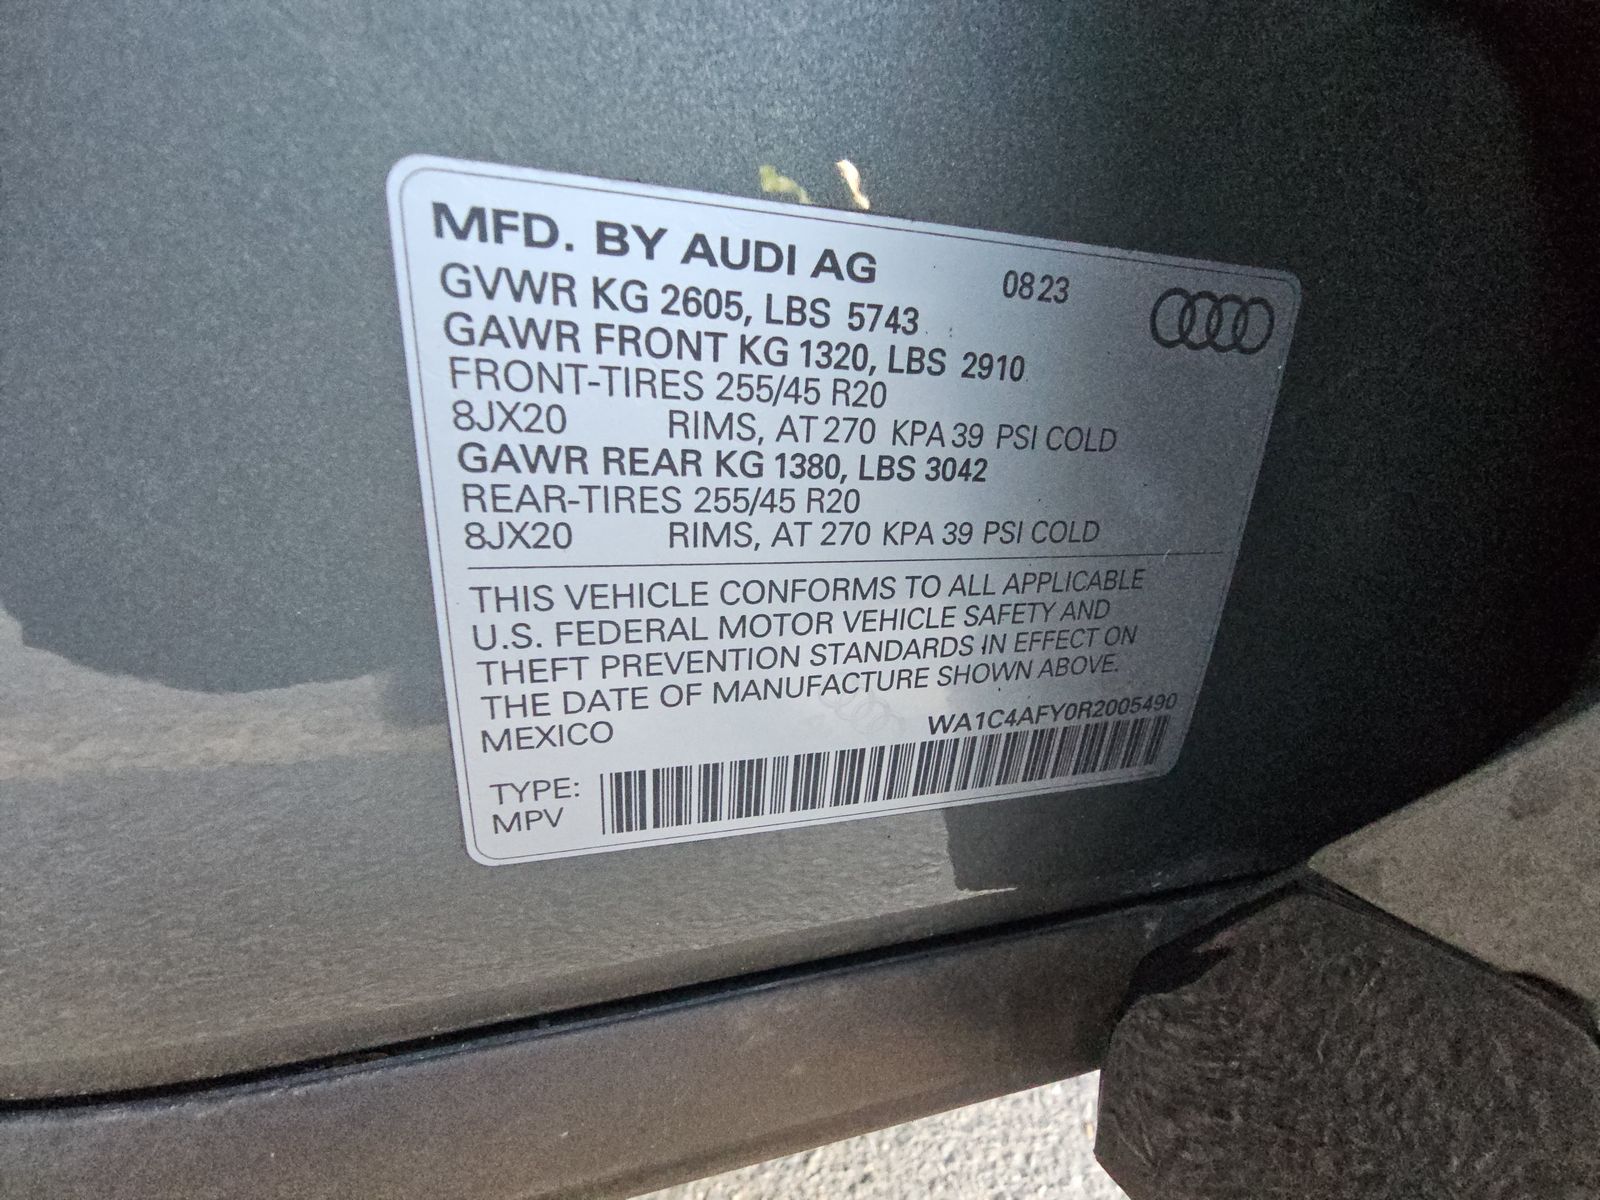 MFD. BY AUDI AG 0823
GVWR KG 2605, LBS 5743
GAWR FRONT KG 1320, LBS 2910
FRONT-TIRES 255/45 R20
8JX20 RIMS, AT 270 KPA 39 PSI COLD
GAWR REAR KG 1380, LBS 3042
REAR-TIRES 255/45 R20
8JX20 RIMS, AT 270 KPA 39 PSI COLD
THIS VEHICLE CONFORMS TO ALL APPLICABLE
U.S. FEDERAL MOTOR VEHICLE SAFETY AND
THEFT PREVENTION STANDARDS IN EFFECT ON
THE DATE OF MANUFACTURE SHOWN ABOVE.
MEXICO WA1C4AFY0R2005490
TYPE:
MPV